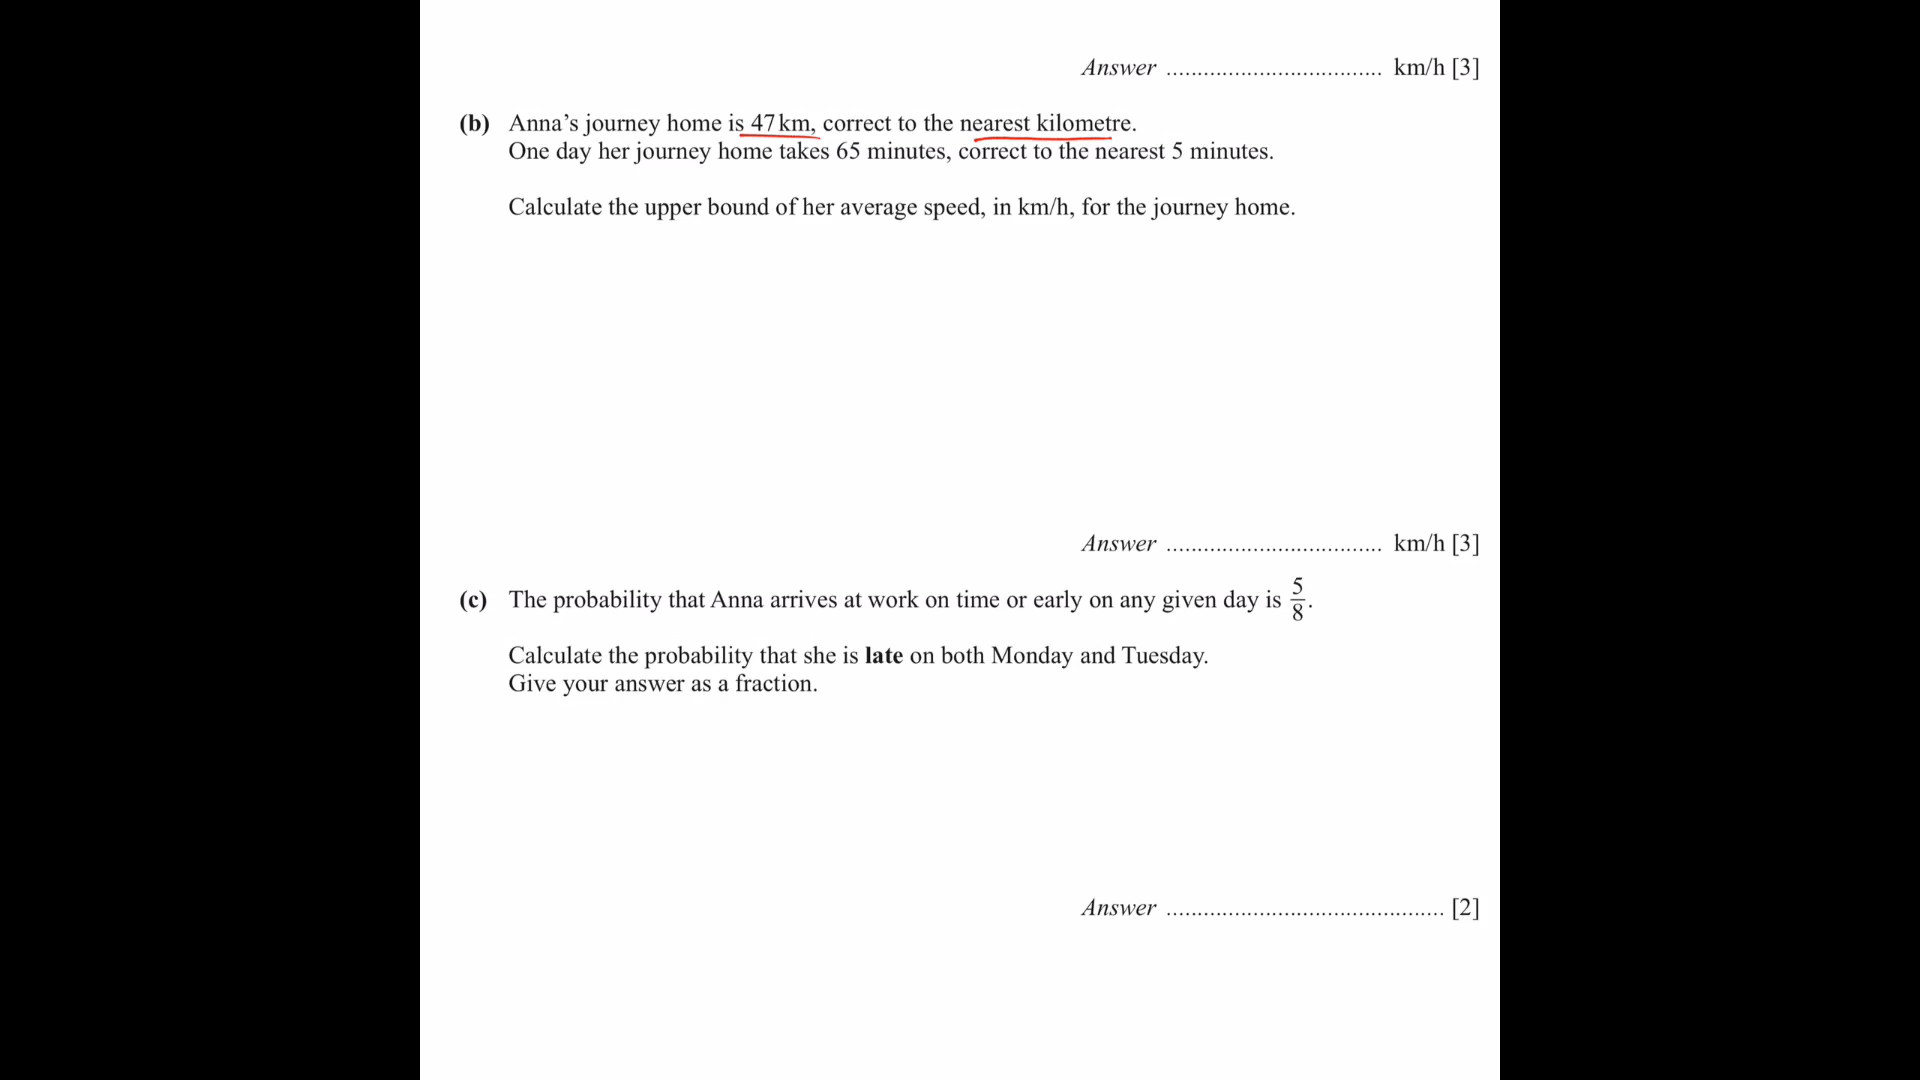 Answer .................................. km/h [3]
(b) Anna’s journey home is 47 km, correct to the nearest kilometre.
One day her journey home takes 65 minutes, correct to the nearest 5 minutes.
Calculate the upper bound of her average speed, in km/h, for the journey home.
Answer .................................. km/h [3]
(c) The probability that Anna arrives at work on time or early on any given day is 5/8.
Calculate the probability that she is late on both Monday and Tuesday.
Give your answer as a fraction.
Answer ............................................ [2]